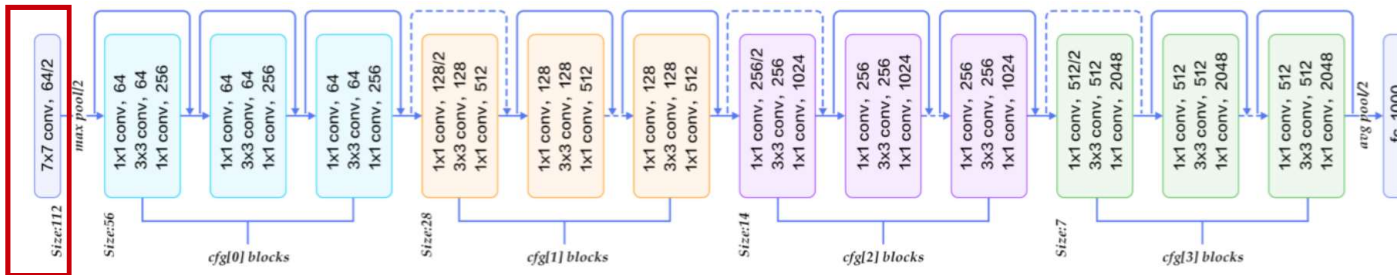 7x7 conv, 64/2
Size:112
max pool/2
Size:56
1x1 conv, 64
3x3 conv, 64
1x1 conv, 256
1x1 conv, 64
3x3 conv, 64
1x1 conv, 256
1x1 conv, 64
3x3 conv, 64
1x1 conv, 256
cfg[0] blocks
Size:28
1x1 conv, 128/2
3x3 conv, 128
1x1 conv, 512
1x1 conv, 128
3x3 conv, 128
1x1 conv, 512
1x1 conv, 128
3x3 conv, 128
1x1 conv, 512
cfg[1] blocks
Size:14
1x1 conv, 256/2
3x3 conv, 256
1x1 conv, 1024
1x1 conv, 256
3x3 conv, 256
1x1 conv, 1024
1x1 conv, 256
3x3 conv, 256
1x1 conv, 1024
cfg[2] blocks
Size:7
1x1 conv, 512/2
3x3 conv, 512
1x1 conv, 2048
1x1 conv, 512
3x3 conv, 512
1x1 conv, 2048
1x1 conv, 512
3x3 conv, 512
1x1 conv, 2048
cfg[3] blocks
avg pool/2